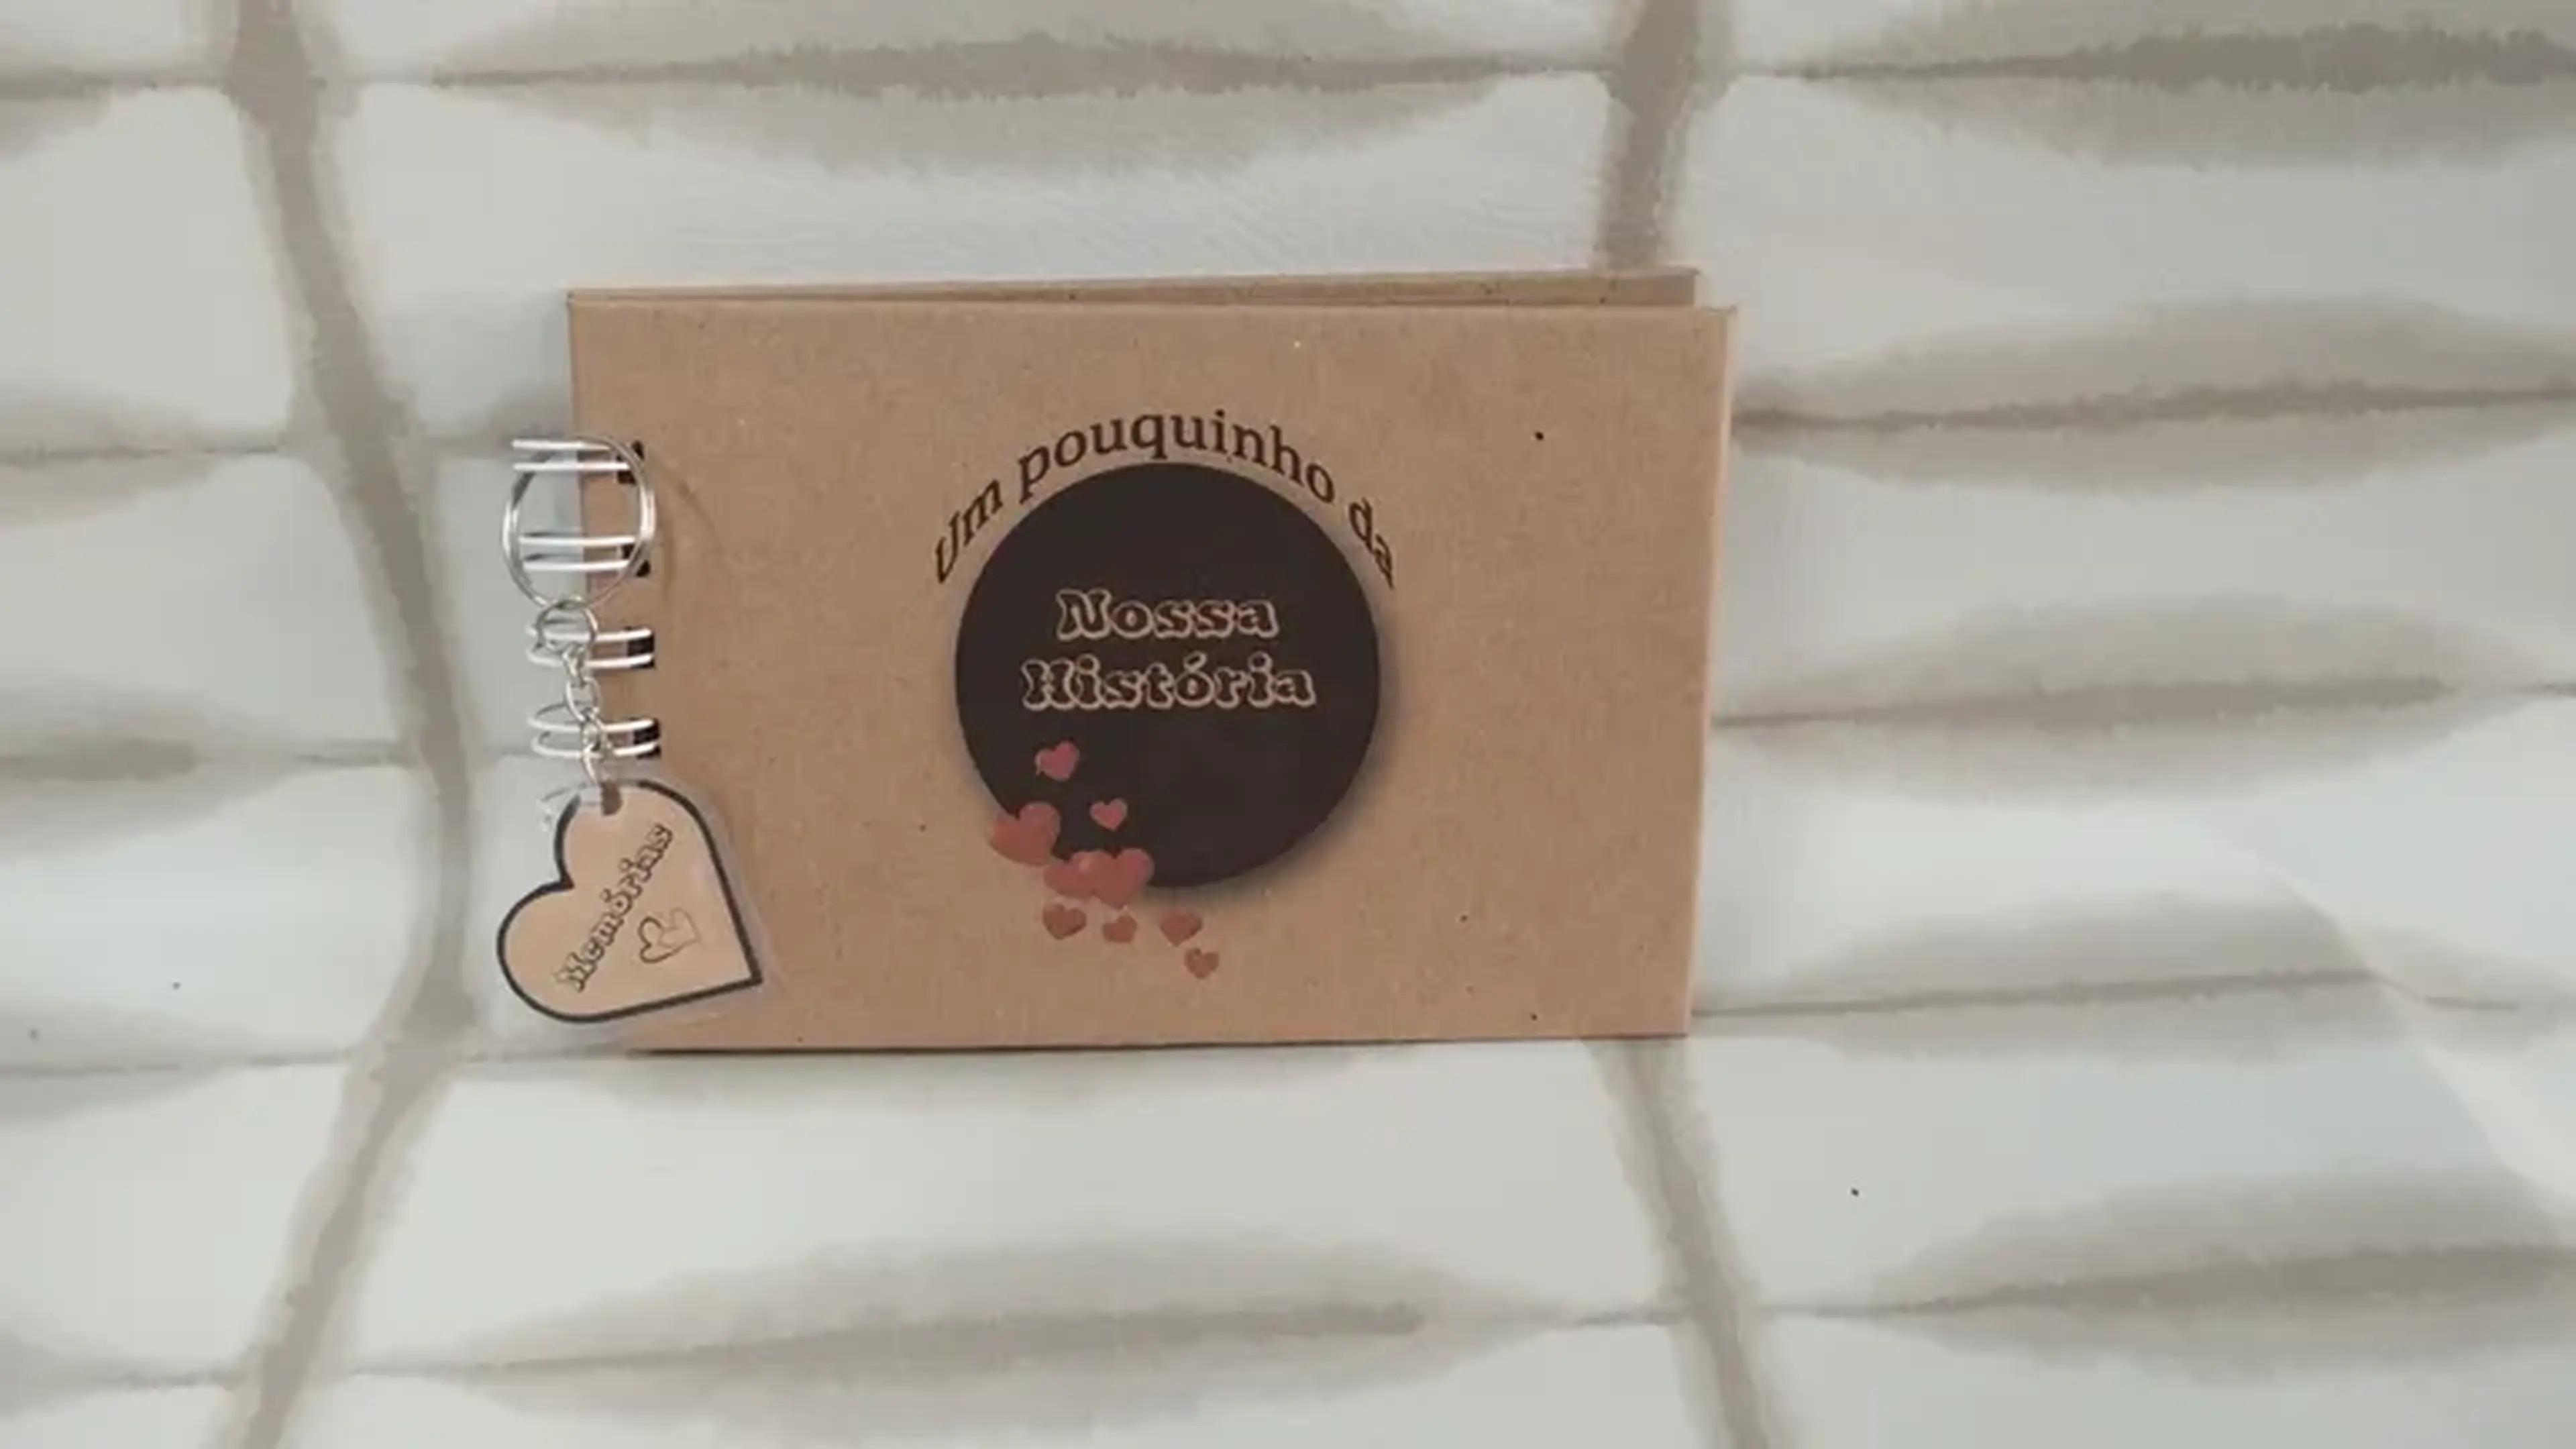 Um pouquinho da
Nossa
História
Memórias